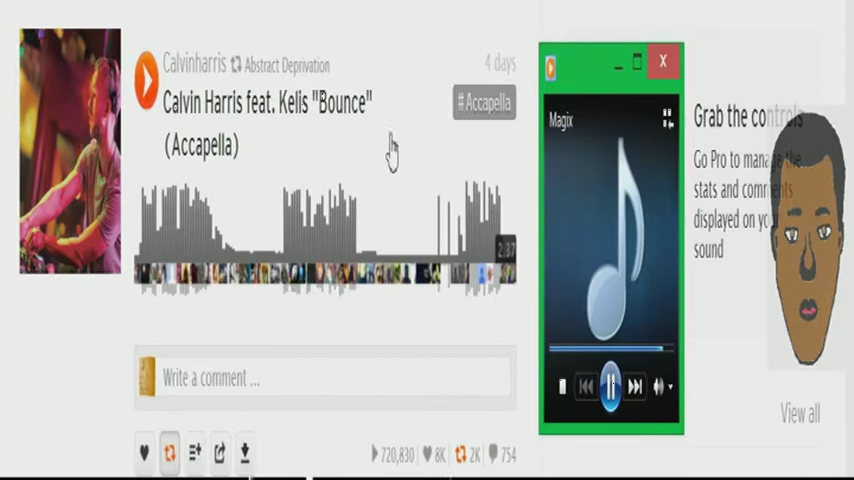 Calvinharris Abstract Deprivation
4 days
Calvin Harris feat. Kelis "Bounce"
(Accapella)
# Accapella
2.37
Write a comment ...
720,830 8K 2K 754
Magix
Grab the controls
Go Pro to manage the
stats and comments
displayed on your
sound
View all